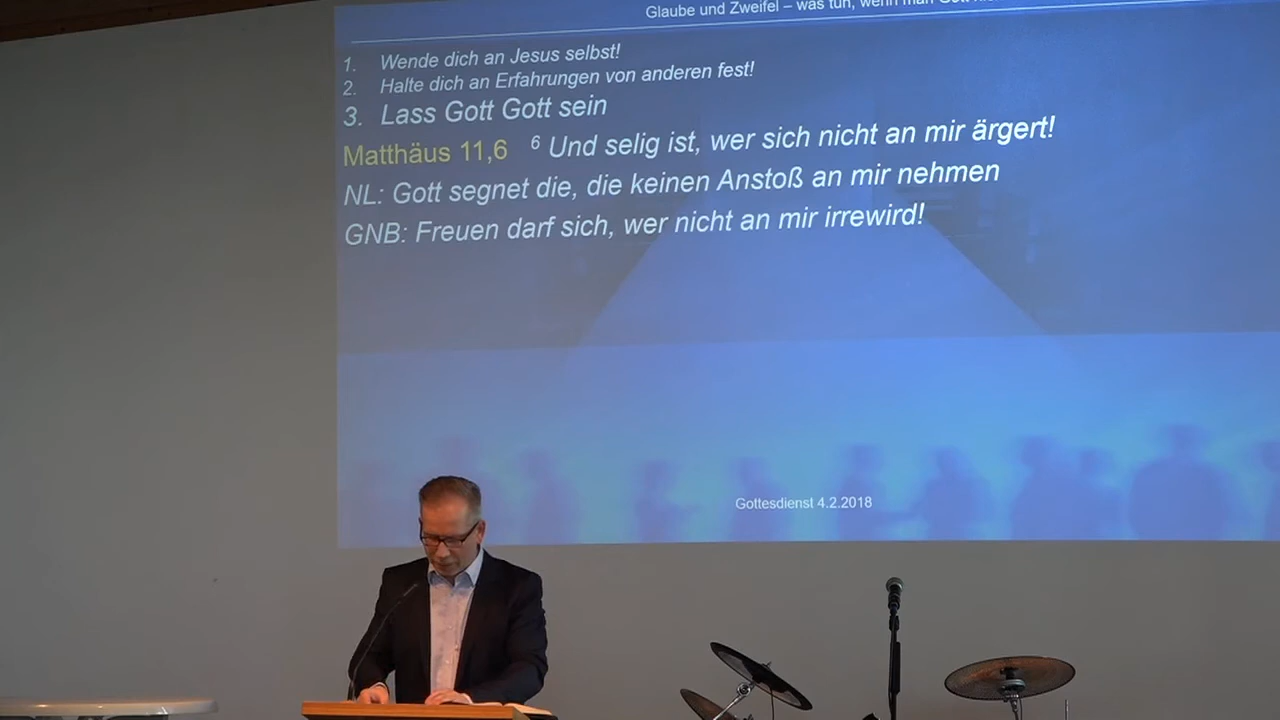 Glaube und Zweifel – was tun, wenn man Gott
1. Wende dich an Jesus selbst!
2. Halte dich an Erfahrungen von anderen fest!
3. Lass Gott Gott sein
Matthäus 11,6 ⁶ Und selig ist, wer sich nicht an mir ärgert!
NL: Gott segnet die, die keinen Anstoß an mir nehmen
GNB: Freuen darf sich, wer nicht an mir irrewird!
Gottesdienst 4.2.2018